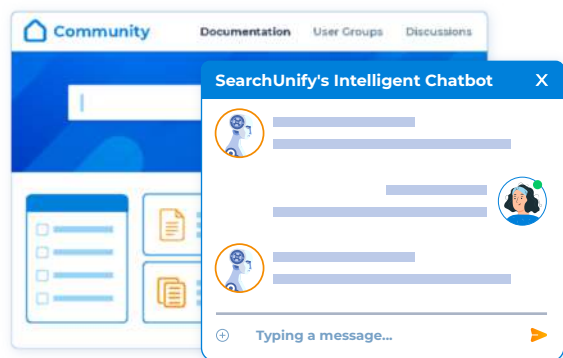 Community
Documentation User Groups Discussions
SearchUnify's Intelligent Chatbot X
Typing a message...